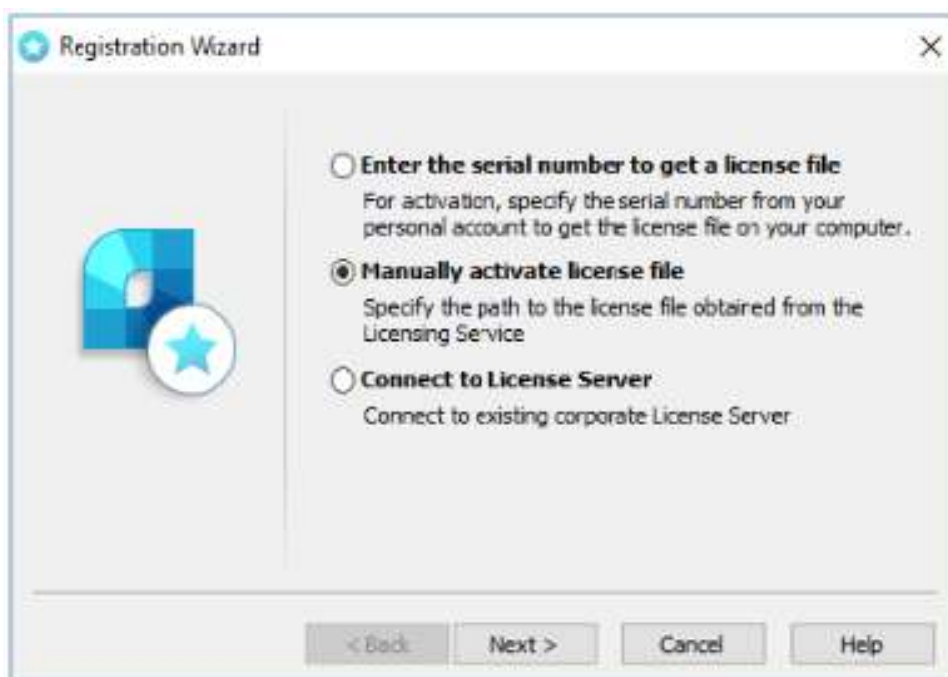 Registration Wizard
Enter the serial number to get a license file
For activation, specify the serial number from your
personal account to get the license file on your computer.
Manually activate license file
Specify the path to the license file obtained from the
Licensing Service
Connect to License Server
Connect to existing corporate License Server
< Back
Next >
Cancel
Help